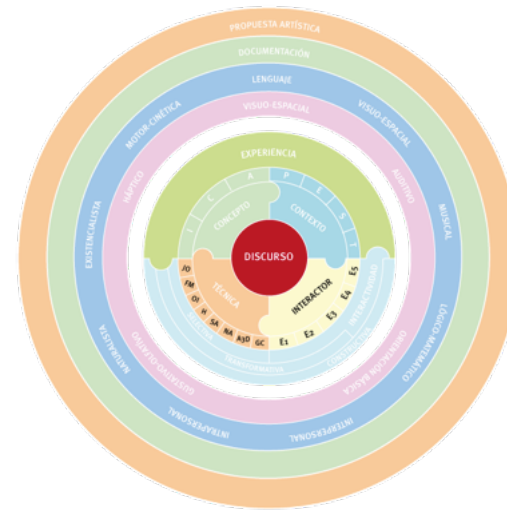 PROPUESTA ARTÍSTICA
DOCUMENTACIÓN
LENGUAJE
VISUO-ESPACIAL
MUSICAL
LÓGICO-MATEMÁTICO
INTERPERSONAL
INTRAPERSONAL
NATURALISTA
EXISTENCIALISTA
MOTOR-CINÉTICA
VISUO-ESPACIAL
AUDITIVO
ORIENTACIÓN BÁSICA
GUSTATIVO OLFATIVO
HÁPTICO
EXPERIENCIA
INTERACTIVIDAD
CONSTRUCTIVA
TRANSFORMATIVA
I C A
P E S T
CONCEPTO
CONTEXTO
DISCURSO
TÉCNICA
INTERACTOR
JO
FM
OI
H
SA
NA
A3D
GC
E1
E2
E3
E4
E5